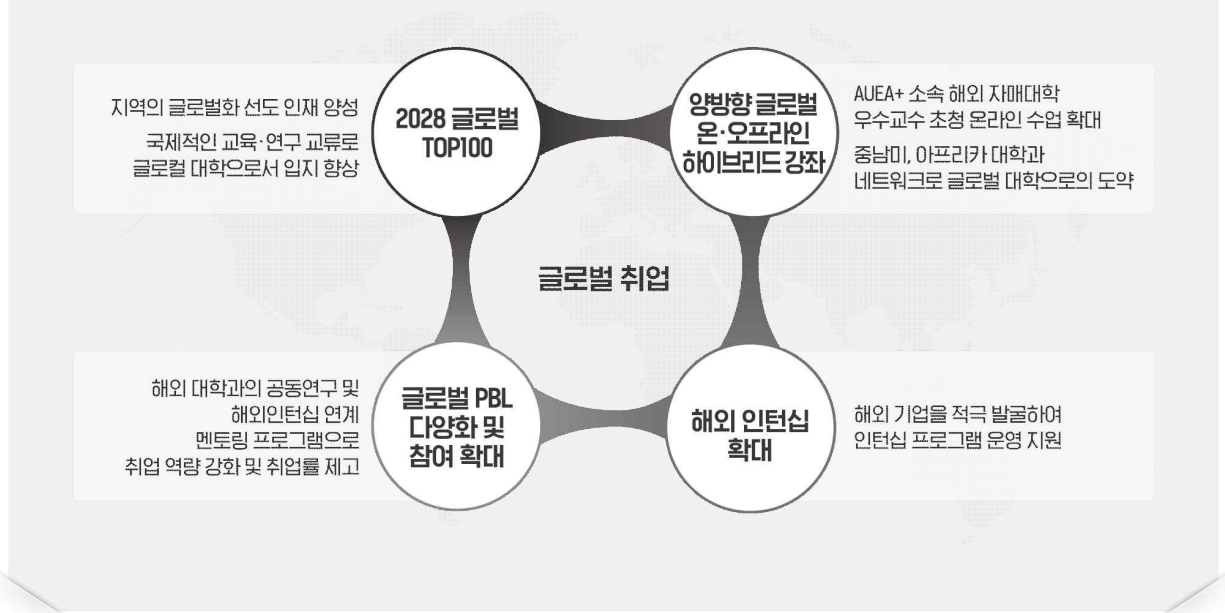 지역의 글로벌화 선도 인재 양성
국제적인 교육·연구 교류로
글로컬 대학으로서 입지 향상
2028 글로벌
TOP100
양방향 글로벌
온·오프라인
하이브리드 강좌
AUEA+ 소속 해외 자매대학
우수교수 초청 온라인 수업 확대
중남미, 아프리카 대학과
네트워크로 글로벌 대학으로의 도약
글로벌 취업
해외 대학과의 공동연구 및
해외인턴십 연계
멘토링 프로그램으로
취업 역량 강화 및 취업률 제고
글로벌 PBL
다양화 및
참여 확대
해외 인턴십
확대
해외 기업을 적극 발굴하여
인턴십 프로그램 운영 지원